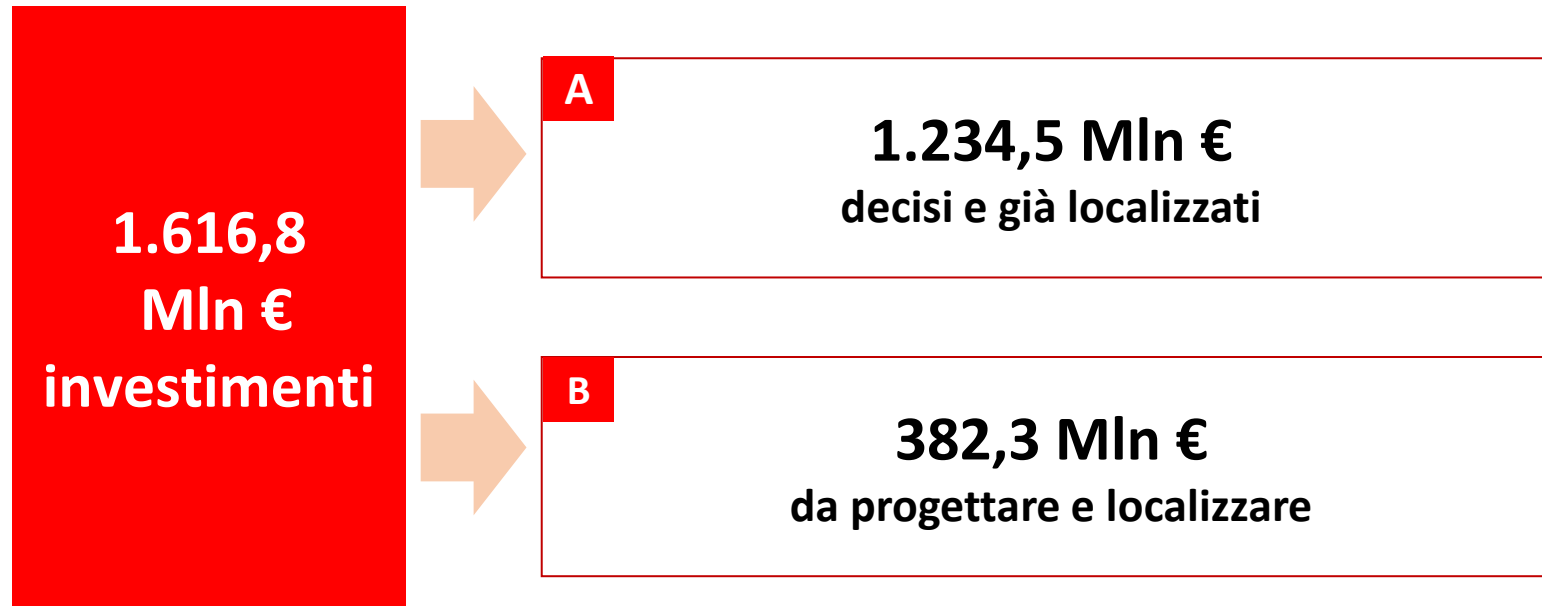 1.616,8
Mln €
investimenti
A
1.234,5 Mln €
decisi e già localizzati
B
382,3 Mln €
da progettare e localizzare